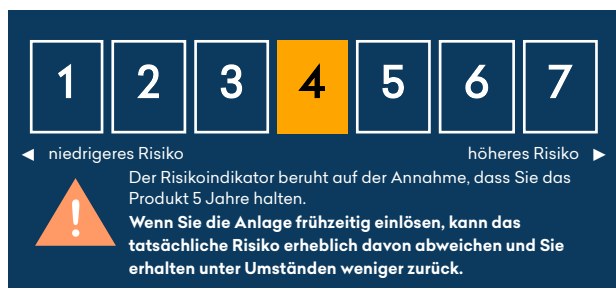 1 2 3 4 5 6 7
◄ niedrigeres Risiko höheres Risiko ►
Der Risikoindikator beruht auf der Annahme, dass Sie das
Produkt 5 Jahre halten.
Wenn Sie die Anlage frühzeitig einlösen, kann das
tatsächliche Risiko erheblich davon abweichen und Sie
erhalten unter Umständen weniger zurück.
!